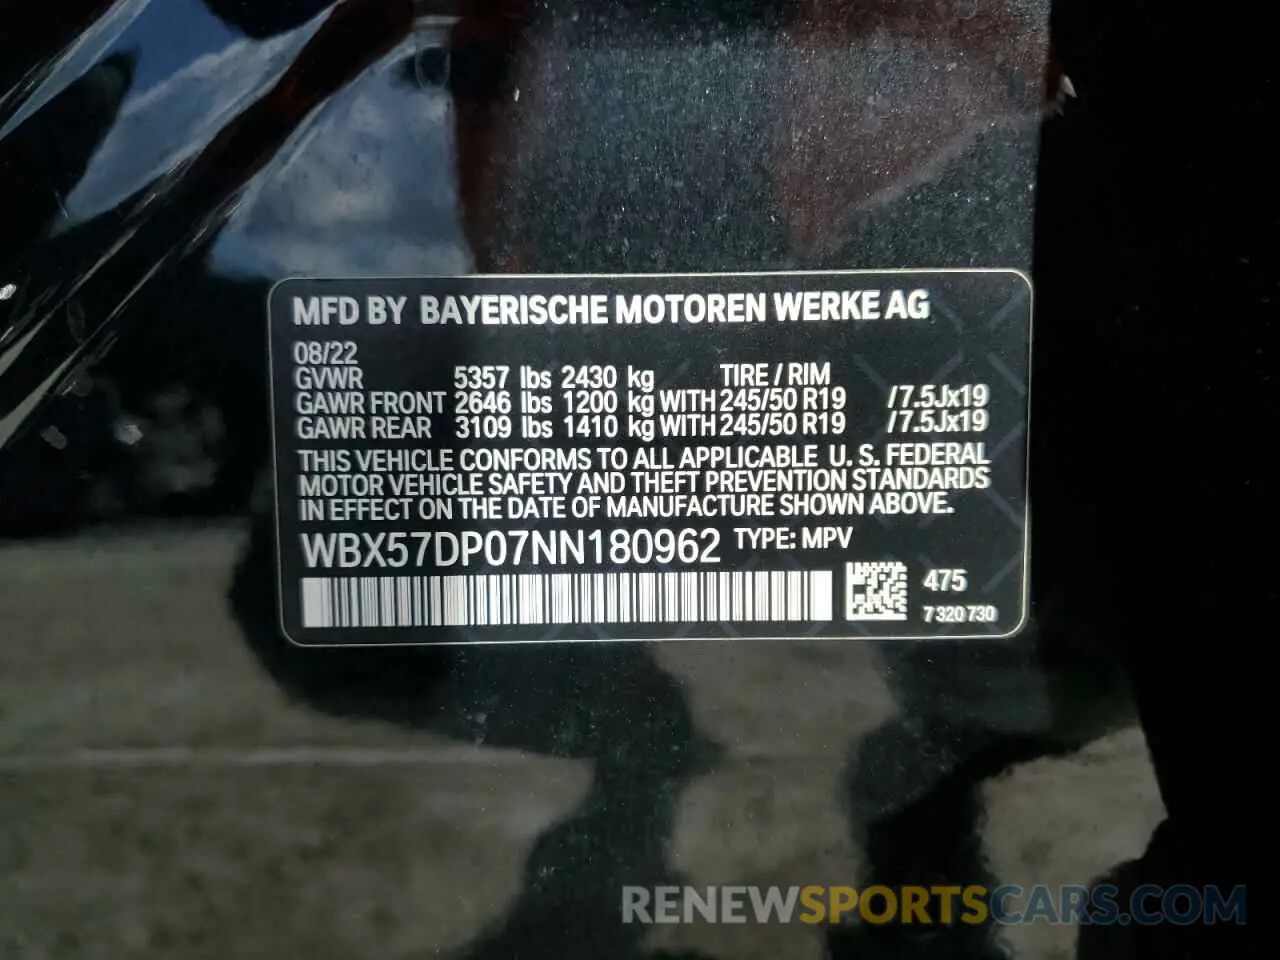 MFD BY BAYERISCHE MOTOREN WERKE AG
08/22
GVWR 5357 lbs 2430 kg TIRE / RIM
GAWR FRONT 2646 lbs 1200 kg WITH 245/50 R19 /7.5Jx19
GAWR REAR 3109 lbs 1410 kg WITH 245/50 R19 /7.5Jx19
THIS VEHICLE CONFORMS TO ALL APPLICABLE U. S. FEDERAL
MOTOR VEHICLE SAFETY AND THEFT PREVENTION STANDARDS
IN EFFECT ON THE DATE OF MANUFACTURE SHOWN ABOVE.
WBX57DP07NN180962 TYPE: MPV
475
7 320 730
RENEWSPORTSCARS.COM